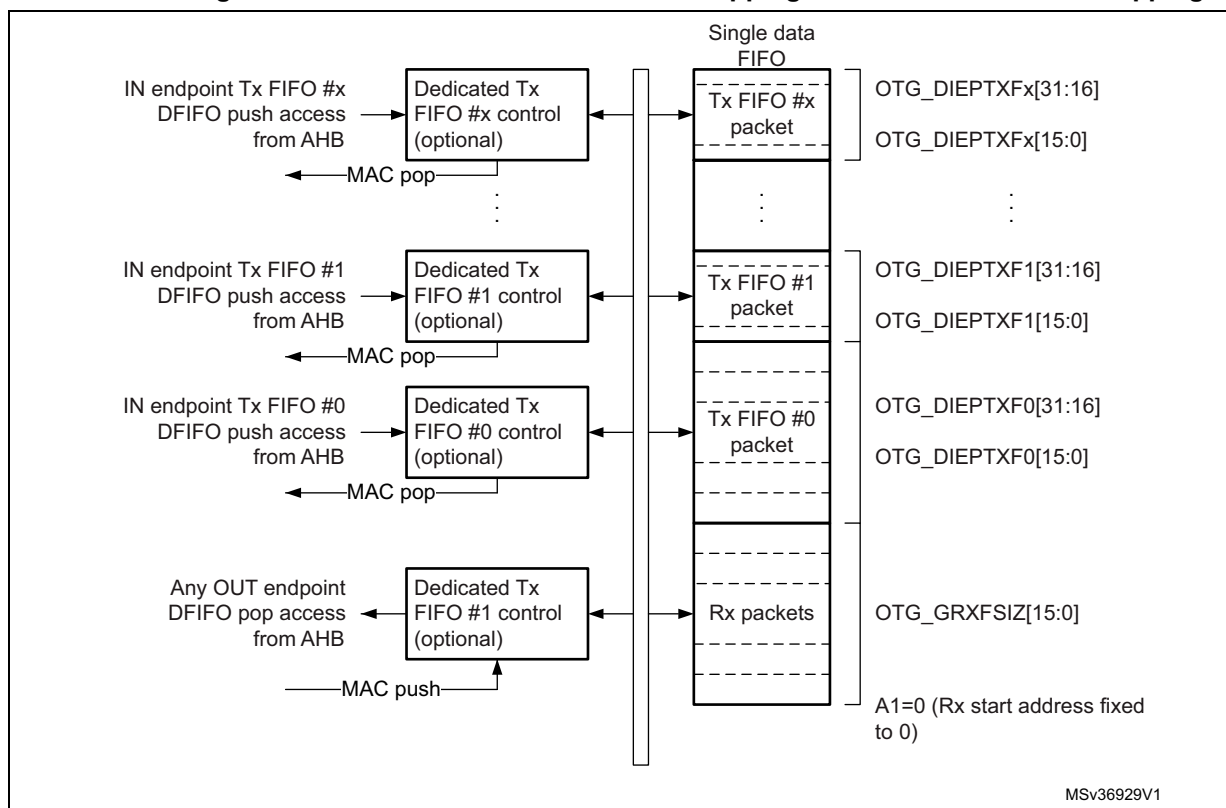 Single data
FIFO
IN endpoint Tx FIFO #x
DFIFO push access
from AHB
Dedicated Tx
FIFO #x control
(optional)
Tx FIFO #x
packet
OTG_DIEPTXFx[31:16]
OTG_DIEPTXFx[15:0]
MAC pop
IN endpoint Tx FIFO #1
DFIFO push access
from AHB
Dedicated Tx
FIFO #1 control
(optional)
Tx FIFO #1
packet
OTG_DIEPTXF1[31:16]
OTG_DIEPTXF1[15:0]
MAC pop
IN endpoint Tx FIFO #0
DFIFO push access
from AHB
Dedicated Tx
FIFO #0 control
(optional)
Tx FIFO #0
packet
OTG_DIEPTXF0[31:16]
OTG_DIEPTXF0[15:0]
MAC pop
Any OUT endpoint
DFIFO pop access
from AHB
Dedicated Tx
FIFO #1 control
(optional)
Rx packets
OTG_GRXFSIZ[15:0]
MAC push
A1=0 (Rx start address fixed
to 0)
MSv36929V1